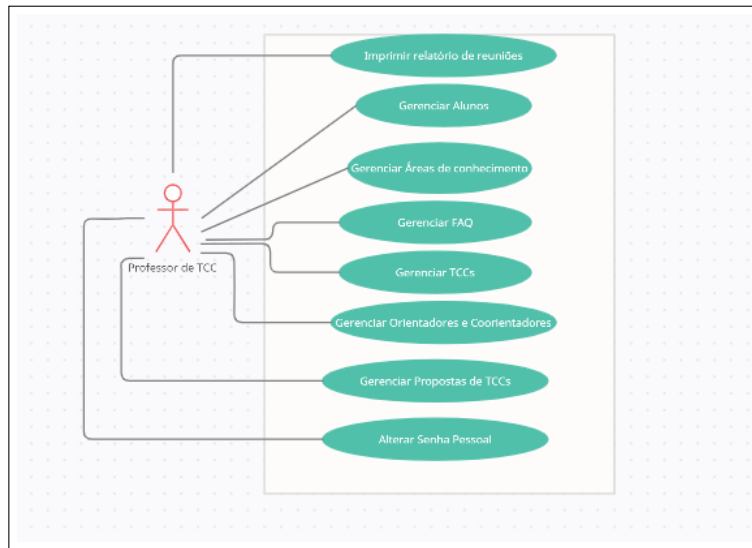 Imprimir relatório de reuniões
Gerenciar Alunos
Gerenciar Áreas de conhecimento
Gerenciar FAQ
Professor de TCC
Gerenciar TCCs
Gerenciar Orientadores e Coorientadores
Gerenciar Propostas de TCCs
Alterar Senha Pessoal